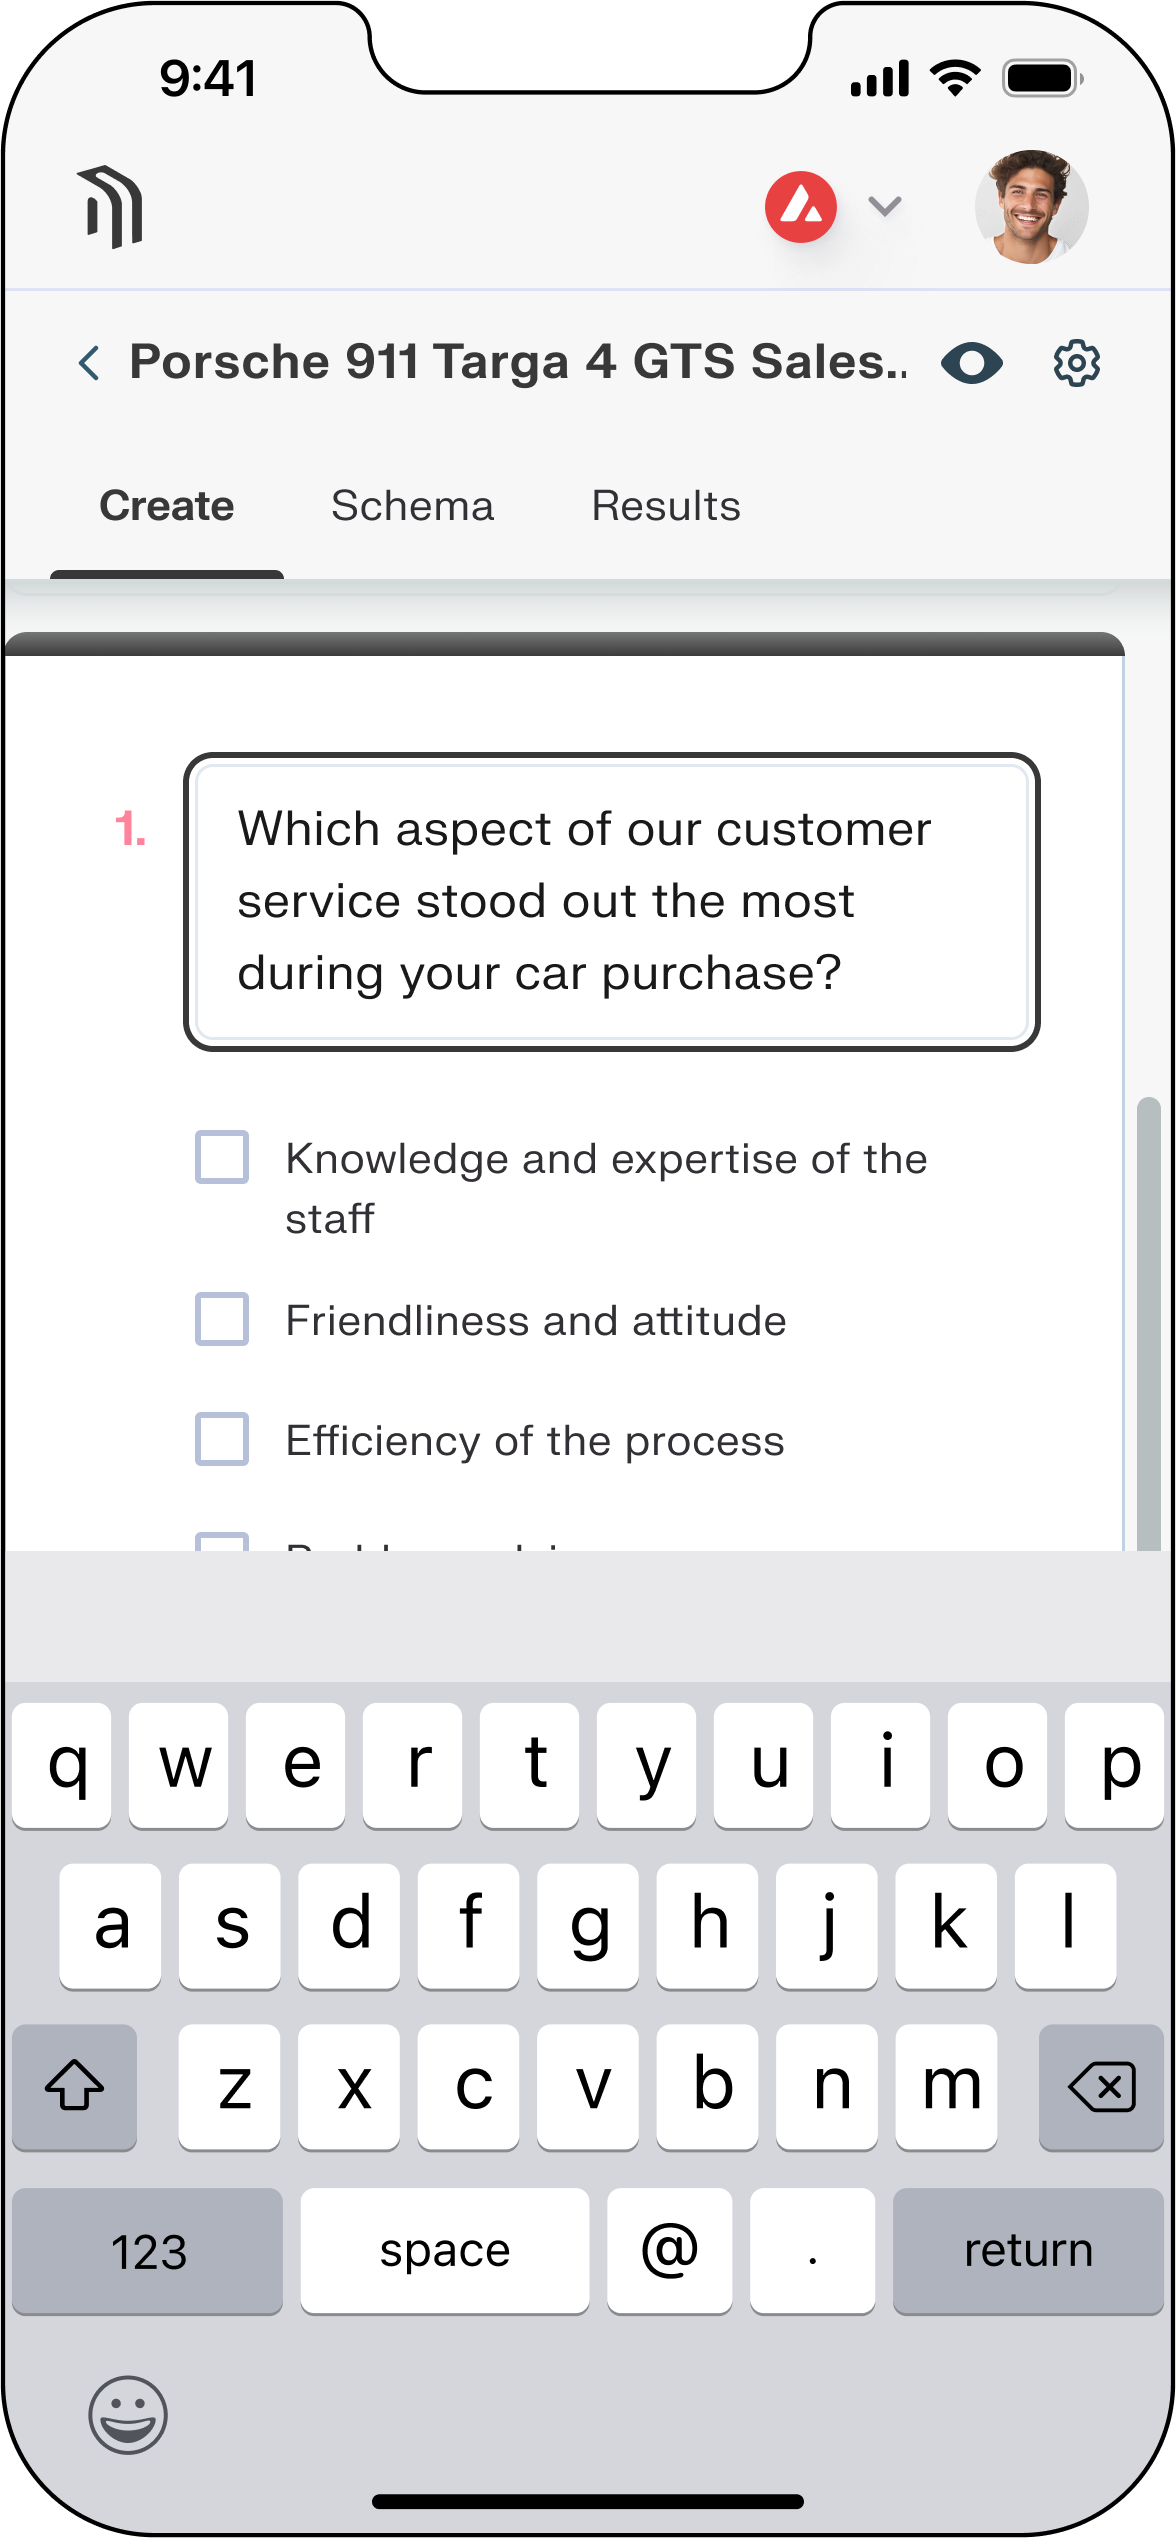 9:41
Porsche 911 Targa 4 GTS Sales..
Create Schema Results
1. Which aspect of our customer
service stood out the most
during your car purchase?
Knowledge and expertise of the
staff
Friendliness and attitude
Efficiency of the process
q w e r t y u i o p
a s d f g h j k l
z x c v b n m
123 space @ . return